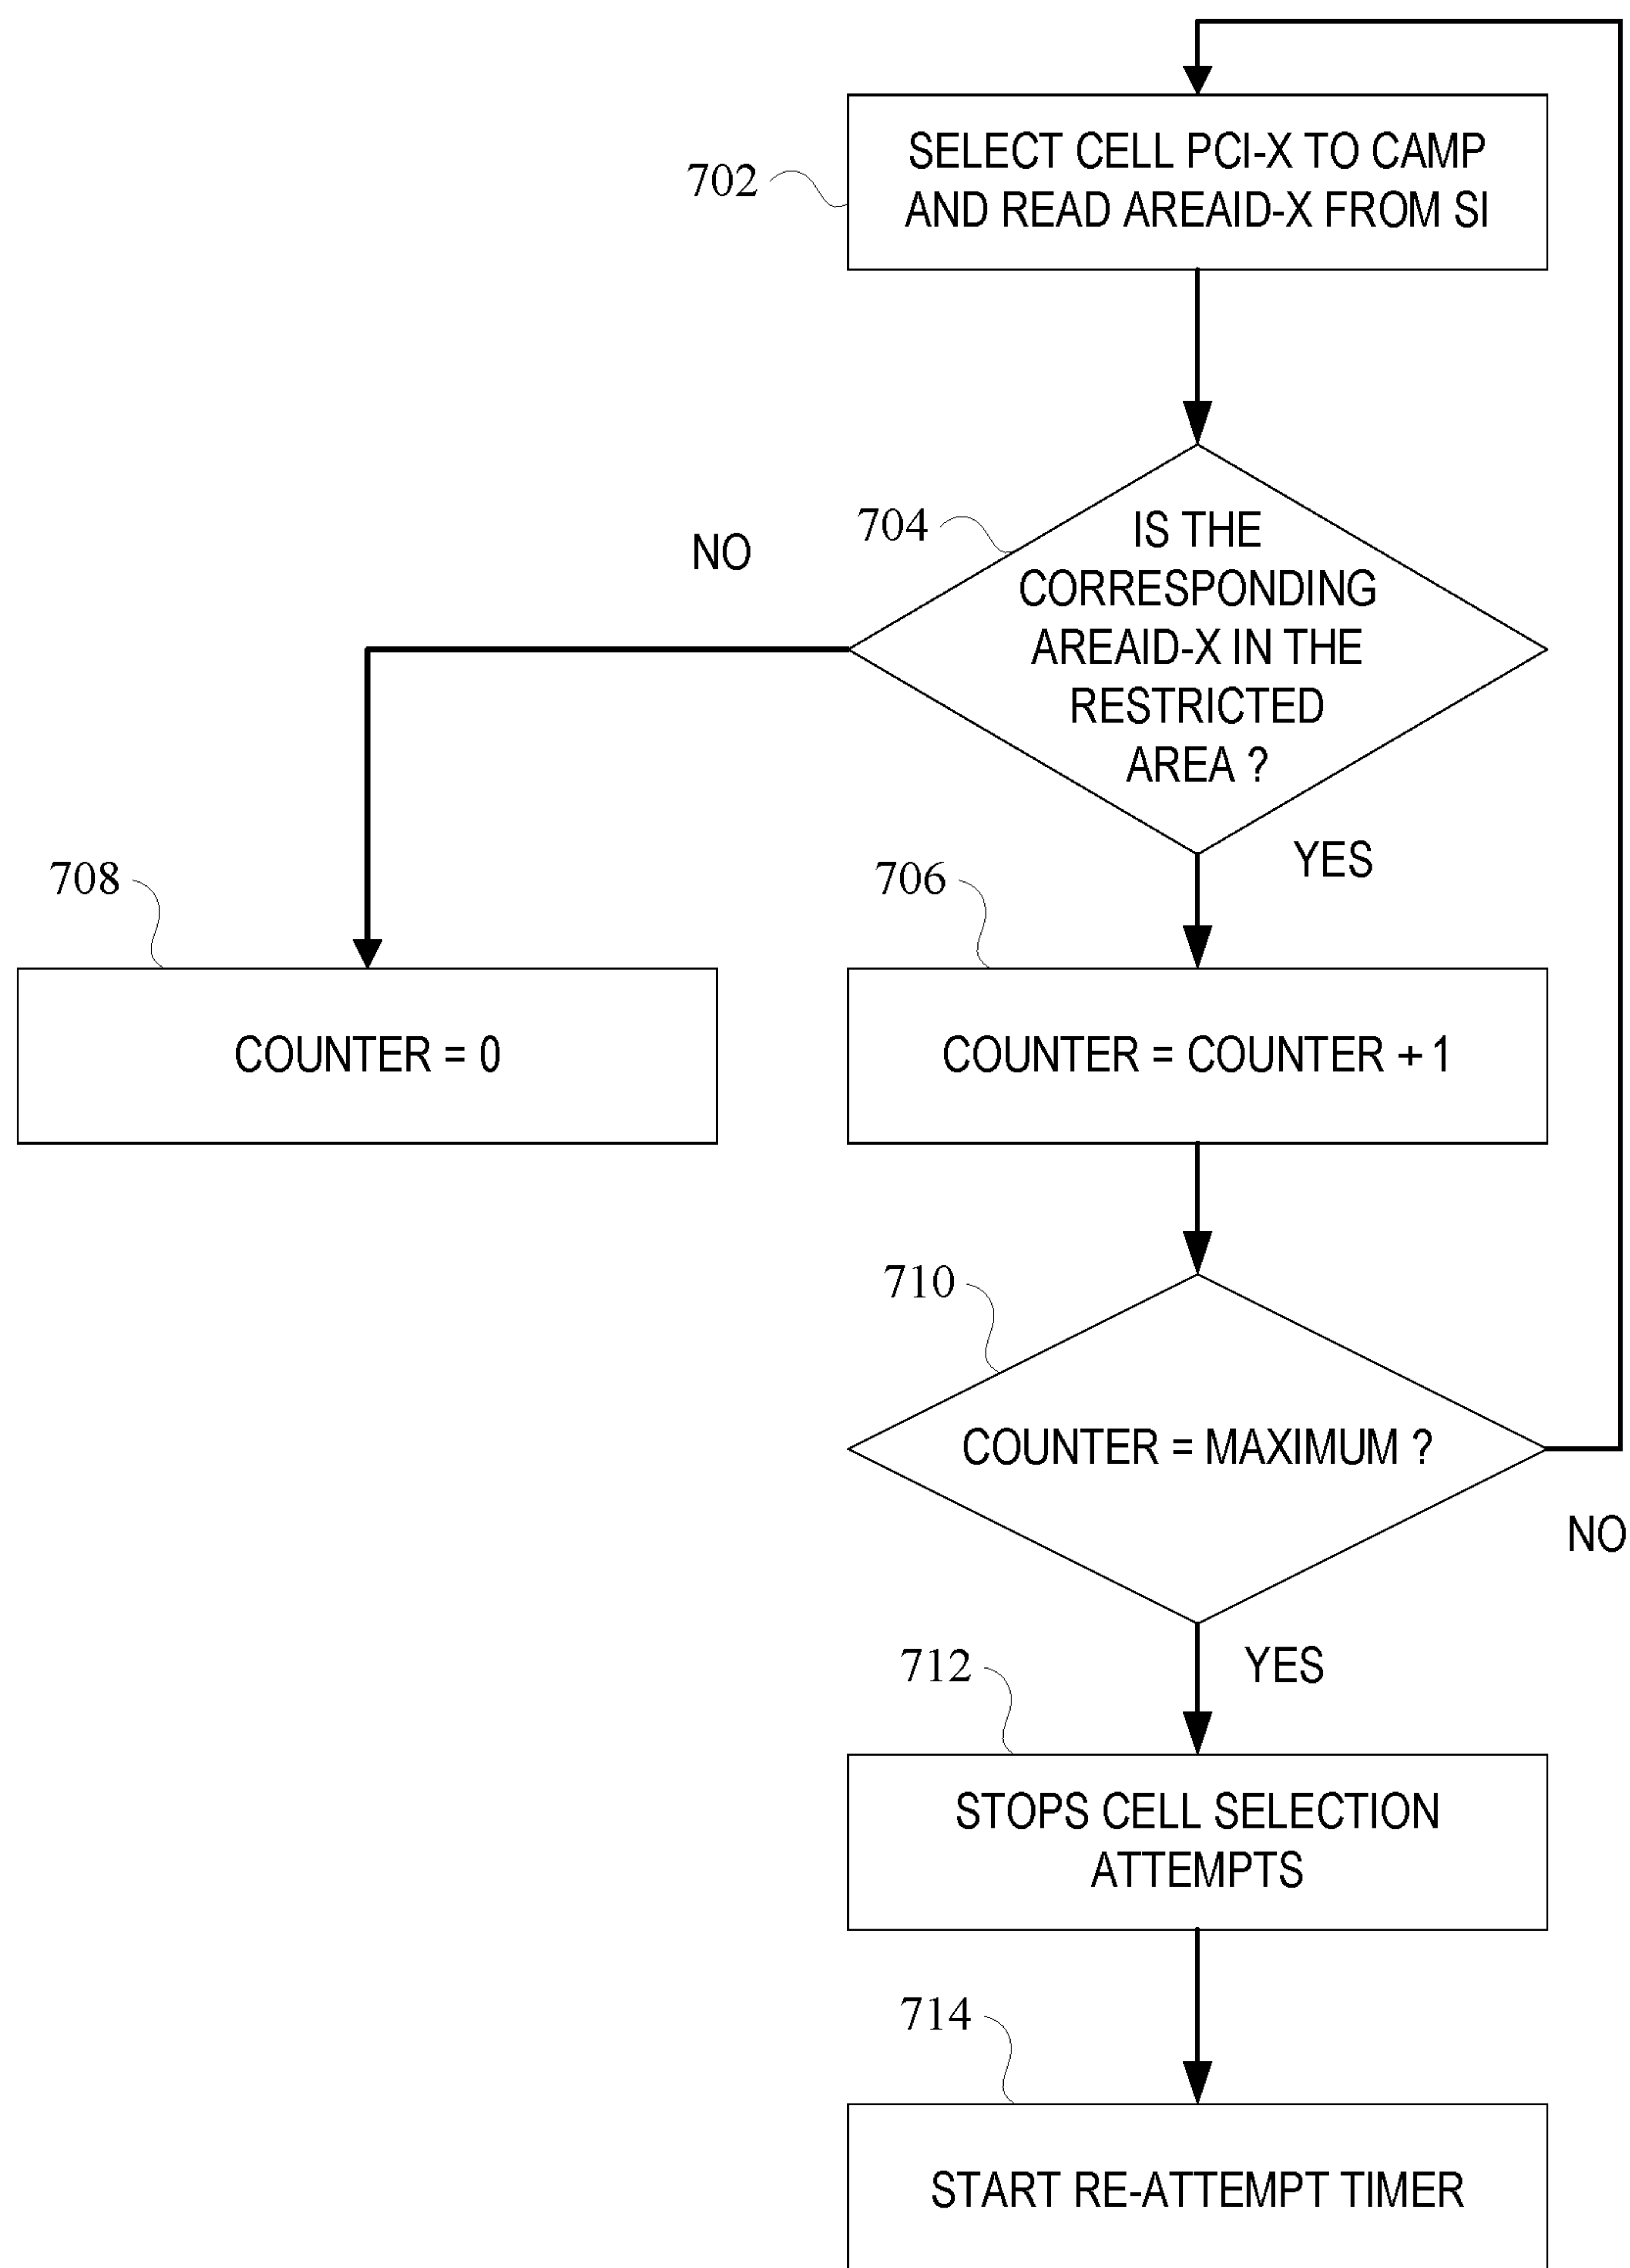 702
SELECT CELL PCI-X TO CAMP
AND READ AREAID-X FROM SI
704
NO
IS THE
CORRESPONDING
AREAID-X IN THE
RESTRICTED
AREA ?
YES
708
706
COUNTER = 0
COUNTER = COUNTER + 1
710
COUNTER = MAXIMUM ?
NO
YES
712
STOPS CELL SELECTION
ATTEMPTS
714
START RE-ATTEMPT TIMER